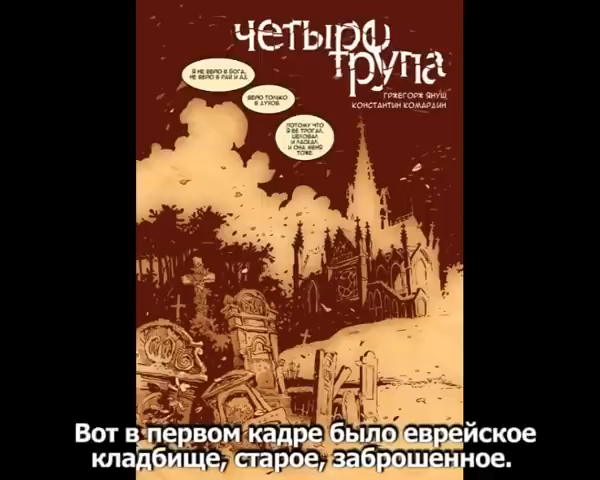 четыре
трупа
ГРЖЕГОРЖ ЯНУШ
КОНСТАНТИН КОМАРДИН
Я НЕ ВЕРЮ В БОГА,
НЕ ВЕРЮ В РАЙ И АД.
ВЕРЮ ТОЛЬКО
В ДУХОВ.
ПОТОМУ ЧТО
Я ЕЕ ТРОГАЛ,
ЦЕЛОВАЛ
И ЛАСКАЛ,
И ОНА МЕНЯ
ТОЖЕ.
Вот в первом кадре было еврейское
кладбище, старое, заброшенное.